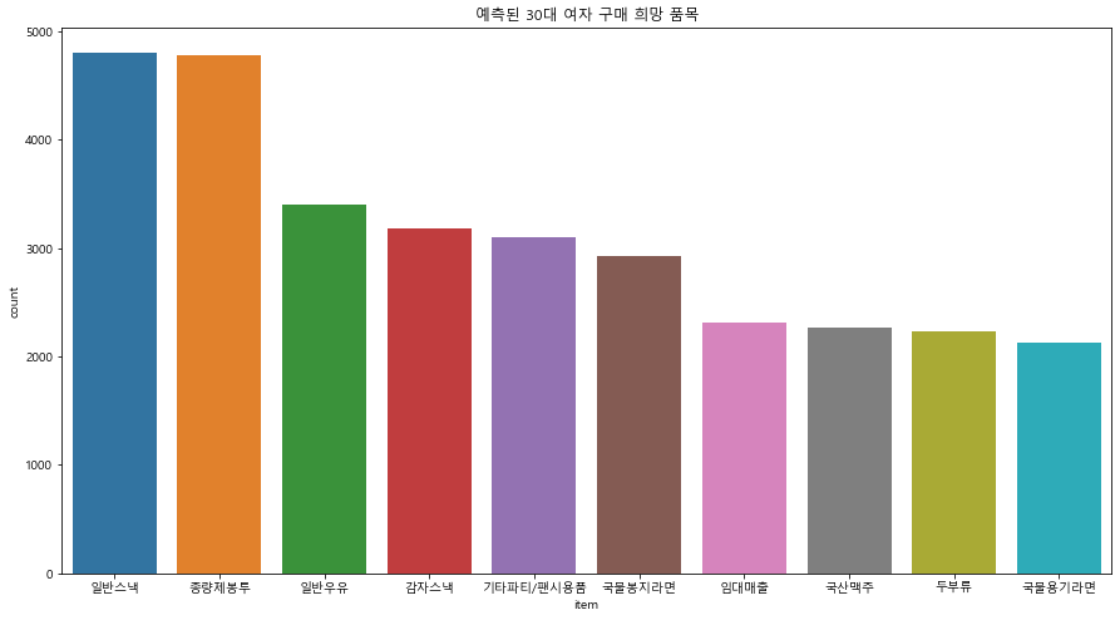 예측된 30대 여자 구매 희망 품목
5000
4000
3000
2000
1000
0
count
일반스낵 종량제봉투 일반우유 감자스낵 기타파티/팬시용품 국물봉지라면 임대매출 국산맥주 두부류 국물용기라면
item